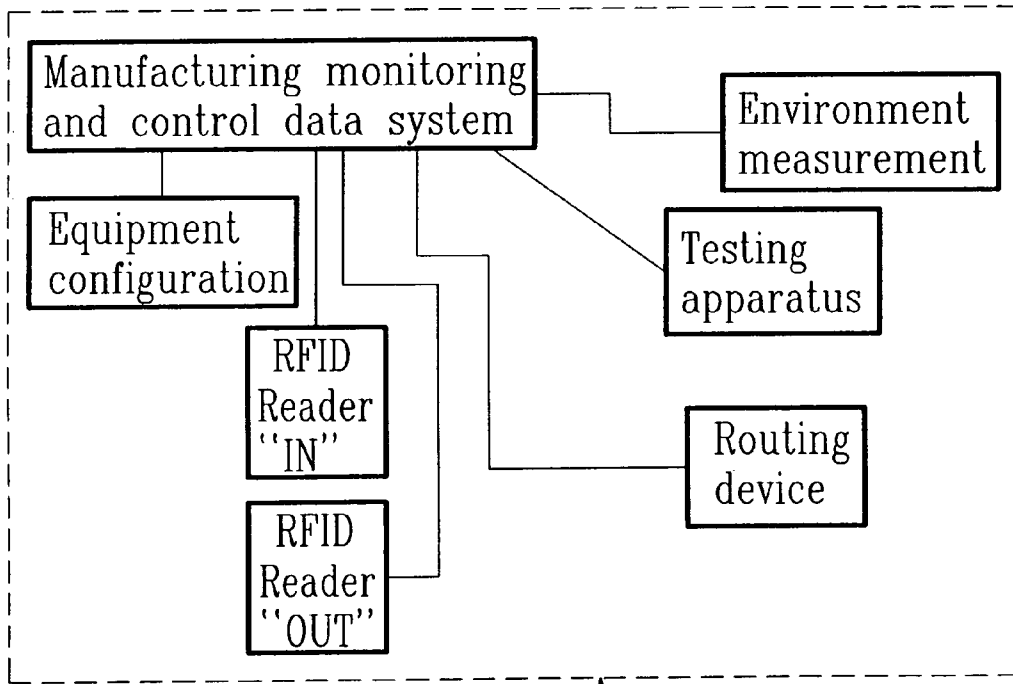 Manufacturing monitoring
and control data system
Environment
measurement
Equipment
configuration
Testing
apparatus
RFID
Reader
‘‘IN’’
Routing
device
RFID
Reader
‘‘OUT’’